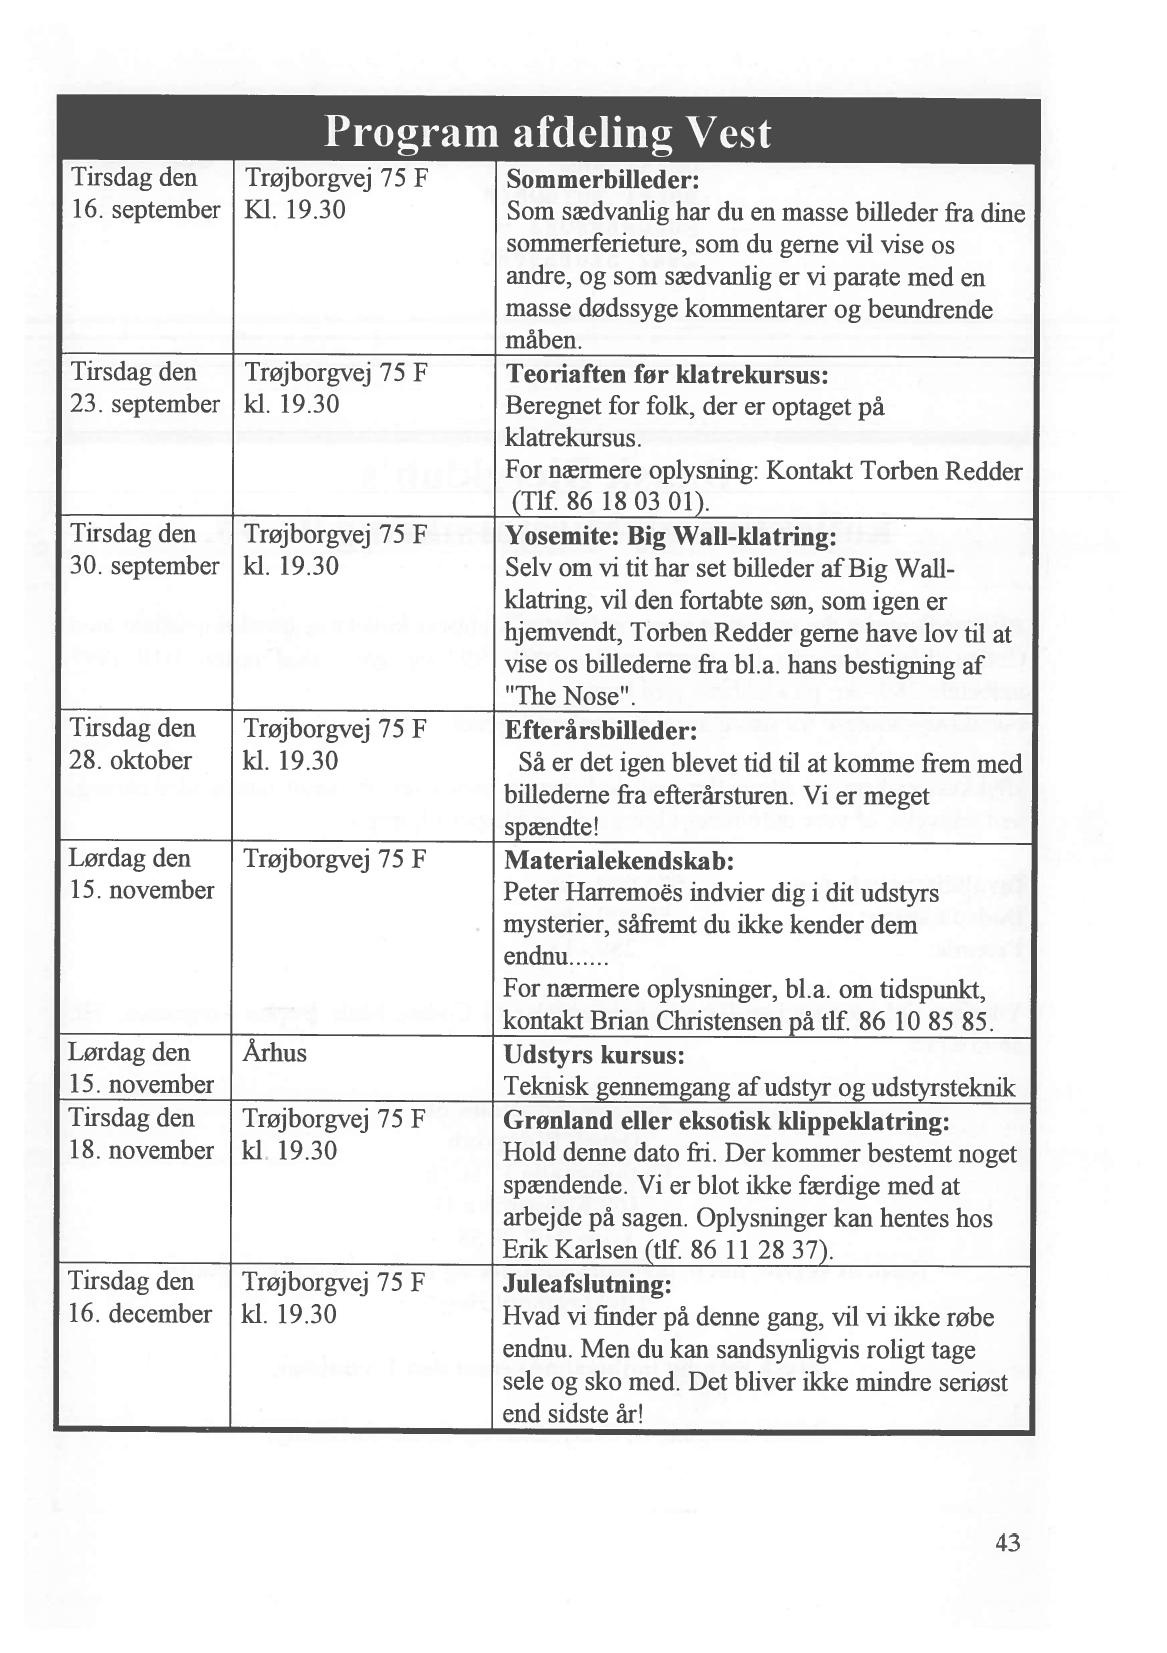 Program afdeling Vest
Tirsdag den
16. september
Trøjborgvej 75 F
Kl. 19.30
Sommerbilleder:
Som sædvanlig har du en masse billeder fra dine
sommerferieture, som du gerne vil vise os
andre, og som sædvanlig er vi parate med en
masse dødssyge kommentarer og beundrende
måben.
Tirsdag den
23. september
Trøjborgvej 75 F
kl. 19.30
Teoriaften før klatrekursus:
Beregnet for folk, der er optaget på
klatrekursus.
For nærmere oplysning: Kontakt Torben Redder
(Tlf. 86 18 03 01).
Tirsdag den
30. september
Trøjborgvej 75 F
kl. 19.30
Yosemite: Big Wall-klatring:
Selv om vi tit har set billeder af Big Wall-
klatring, vil den fortabte søn, som igen er
hjemvendt, Torben Redder gerne have lov til at
vise os billederne fra bl.a. hans bestigning af
"The Nose".
Tirsdag den
28. oktober
Trøjborgvej 75 F
kl. 19.30
Efterårsbilleder:
Så er det igen blevet tid til at komme frem med
billederne fra efterårsturen. Vi er meget
spændte!
Lørdag den
15. november
Trøjborgvej 75 F
Materialekendskab:
Peter Harremoës indvier dig i dit udstyrs
mysterier, såfremt du ikke kender dem
endnu......
For nærmere oplysninger, bl.a. om tidspunkt,
kontakt Brian Christensen på tlf. 86 10 85 85.
Lørdag den
15. november
Århus
Udstyrs kursus:
Teknisk gennemgang af udstyr og udstyrsteknik
Tirsdag den
18. november
Trøjborgvej 75 F
kl. 19.30
Grønland eller eksotisk klippeklatring:
Hold denne dato fri. Der kommer bestemt noget
spændende. Vi er blot ikke færdige med at
arbejde på sagen. Oplysninger kan hentes hos
Erik Karlsen (tlf. 86 11 28 37).
Tirsdag den
16. december
Trøjborgvej 75 F
kl. 19.30
Juleafslutning:
Hvad vi finder på denne gang, vil vi ikke røbe
endnu. Men du kan sandsynligvis roligt tage
sele og sko med. Det bliver ikke mindre seriøst
end sidste år!
43